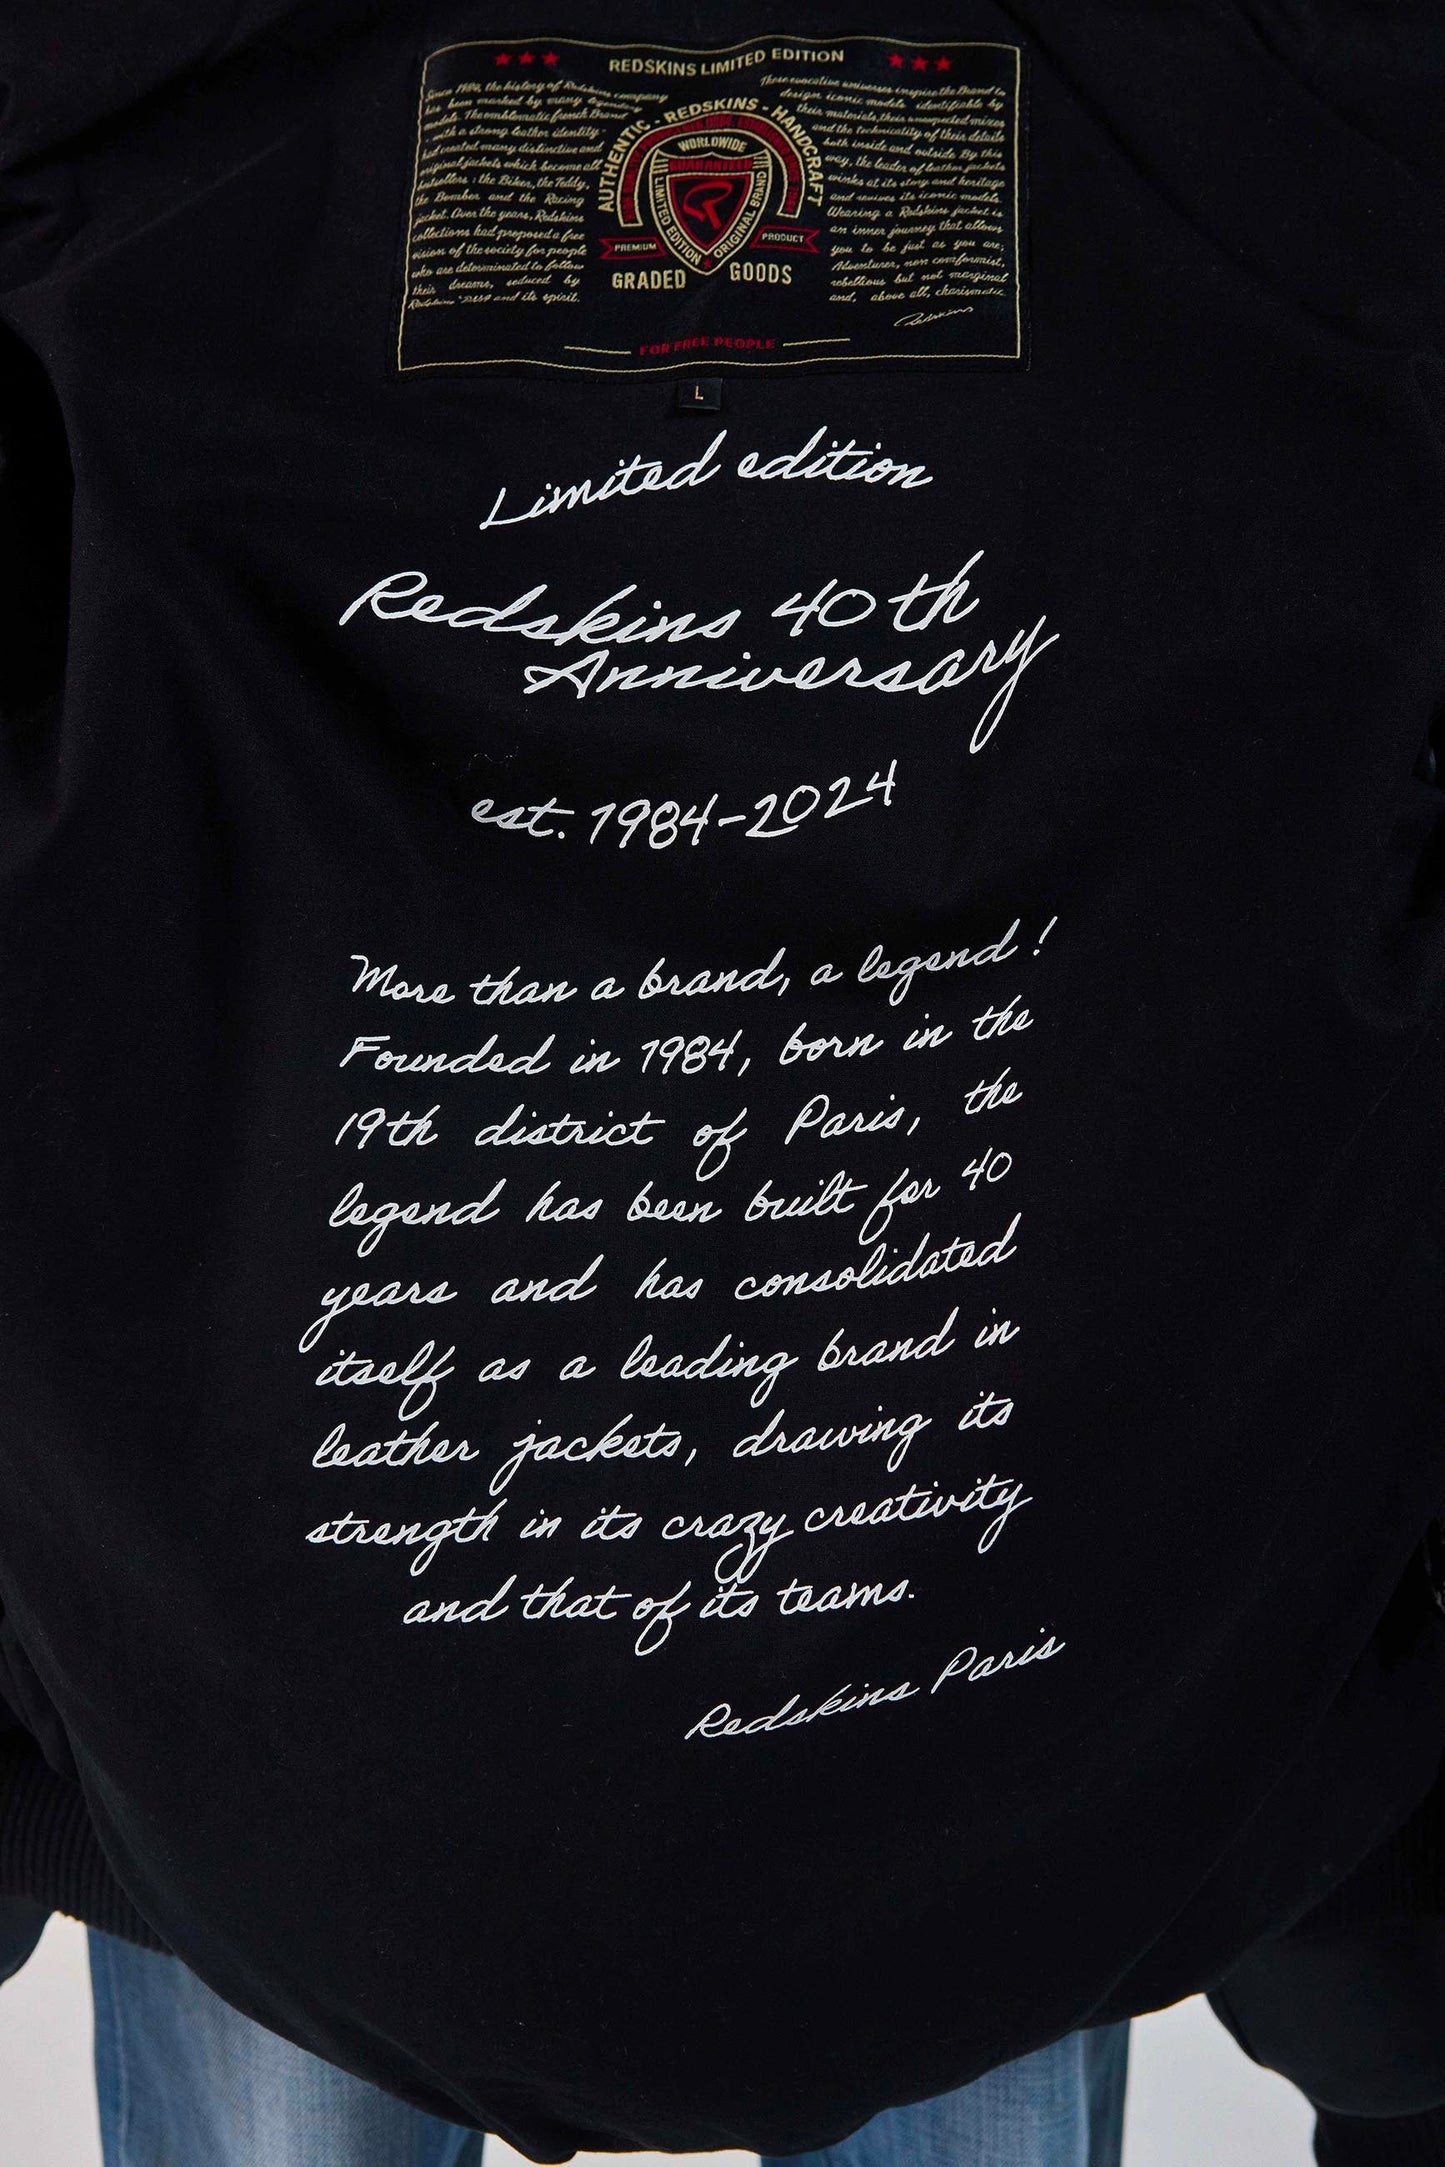 REDSKINS LIMITED EDITION
Since 1984, the history of Redskins company
has been marked by many legendary
models. The emblematic french Brand
with a strong leather identity
had created many distinctive and
original jackets which become all
bestsellers : the Biker, the Teddy,
the Bomber and the Racing
jacket. Over the years, Redskins
collections had proposed a free
vision of the society for people
who are determinated to follow
their dreams, seduced by
Redskins' and its spirit.
AUTHENTIC - REDSKINS - HANDCRAFT
WORLDWIDE
GUARANTEED
LIMITED EDITION
ORIGINAL BRAND
PREMIUM
PRODUCT
GRADED GOODS
These evocative universes inspire the Brand to
design iconic models identifiable by
their materials, their unexpected mixes
and the technicality of their details
both inside and outside. By this
way, the leader of leather jackets
winks at its story and heritage
and revives its iconic models.
Wearing a Redskins jacket is
an inner journey that allows
you to be just as you are;
Adventurer, non comformist,
rebellious but not marginal
and, above all, charismatic.
Redskins
FOR FREE PEOPLE
L
Limited edition
Redskins 40th
Anniversary
est. 1984-2024
More than a brand, a legend !
Founded in 1984, born in the
19th district of Paris, the
legend has been built for 40
years and has consolidated
itself as a leading brand in
leather jackets, drawing its
strength in its crazy creativity
and that of its teams.
Redskins Paris